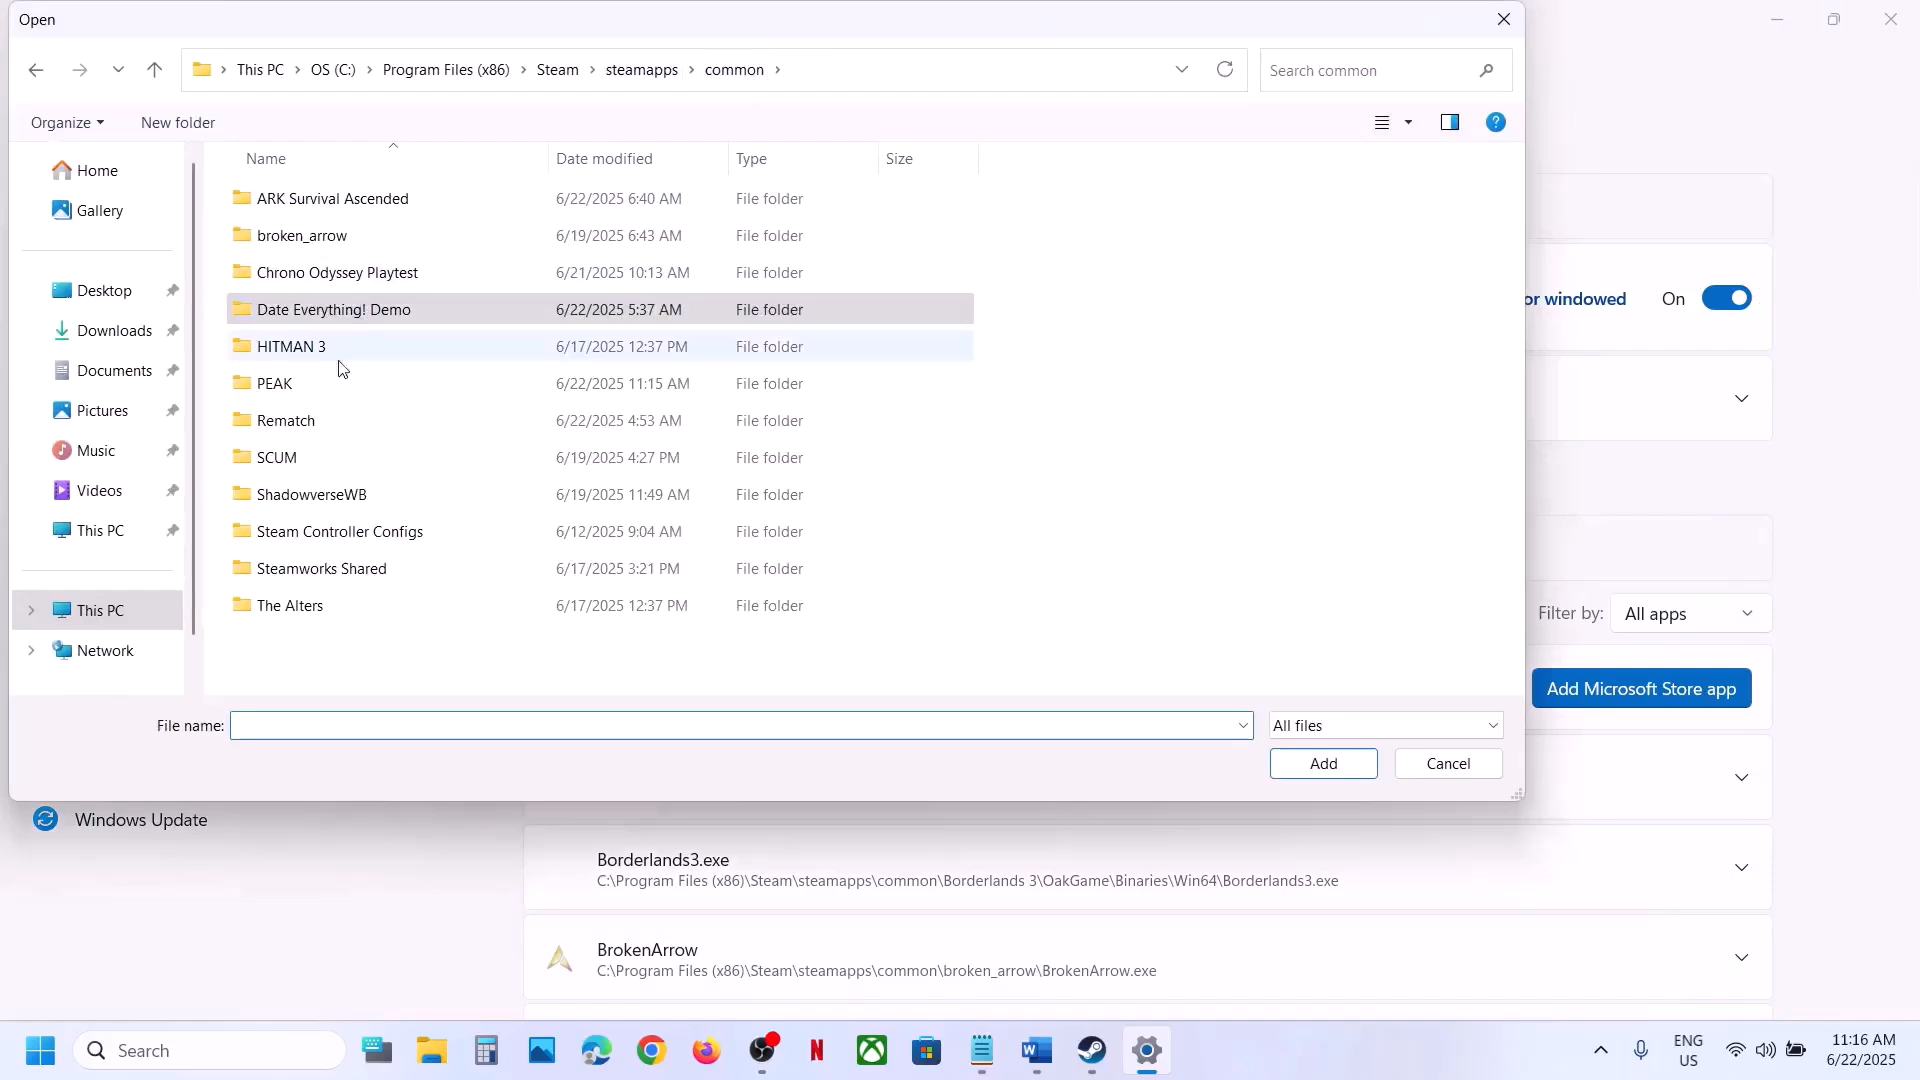 Open
This PC > OS (C:) > Program Files (x86) > Steam > steamapps > common >
Search common
Organize
New folder
Name Date modified Type Size
Home
Gallery
Desktop
Downloads
Documents
Pictures
Music
Videos
This PC
This PC
Network
ARK Survival Ascended 6/22/2025 6:40 AM File folder
broken_arrow 6/19/2025 6:43 AM File folder
Chrono Odyssey Playtest 6/21/2025 10:13 AM File folder
Date Everything! Demo 6/22/2025 5:37 AM File folder
HITMAN 3 6/17/2025 12:37 PM File folder
PEAK 6/22/2025 11:15 AM File folder
Rematch 6/22/2025 4:53 AM File folder
SCUM 6/19/2025 4:27 PM File folder
ShadowverseWB 6/19/2025 11:49 AM File folder
Steam Controller Configs 6/12/2025 9:04 AM File folder
Steamworks Shared 6/17/2025 3:21 PM File folder
The Alters 6/17/2025 12:37 PM File folder
File name:
All files
Add
Cancel
or windowed On
Filter by: All apps
Add Microsoft Store app
Windows Update
Borderlands3.exe
C:\Program Files (x86)\Steam\steamapps\common\Borderlands 3\OakGame\Binaries\Win64\Borderlands3.exe
BrokenArrow
C:\Program Files (x86)\Steam\steamapps\common\broken_arrow\BrokenArrow.exe
Search
ENG
US
11:16 AM
6/22/2025